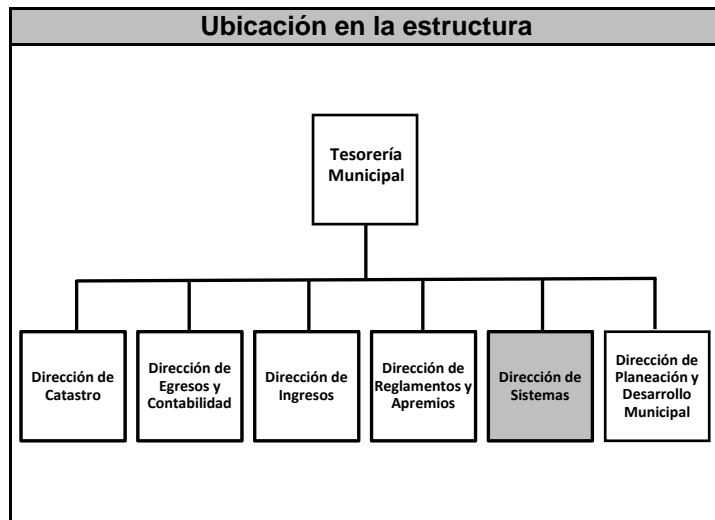 Ubicación en la estructura
Tesorería
Municipal
Dirección de
Catastro
Dirección de
Egresos y
Contabilidad
Dirección de
Ingresos
Dirección de
Reglamentos y
Apremios
Dirección de
Sistemas
Dirección de
Planeación y
Desarrollo
Municipal